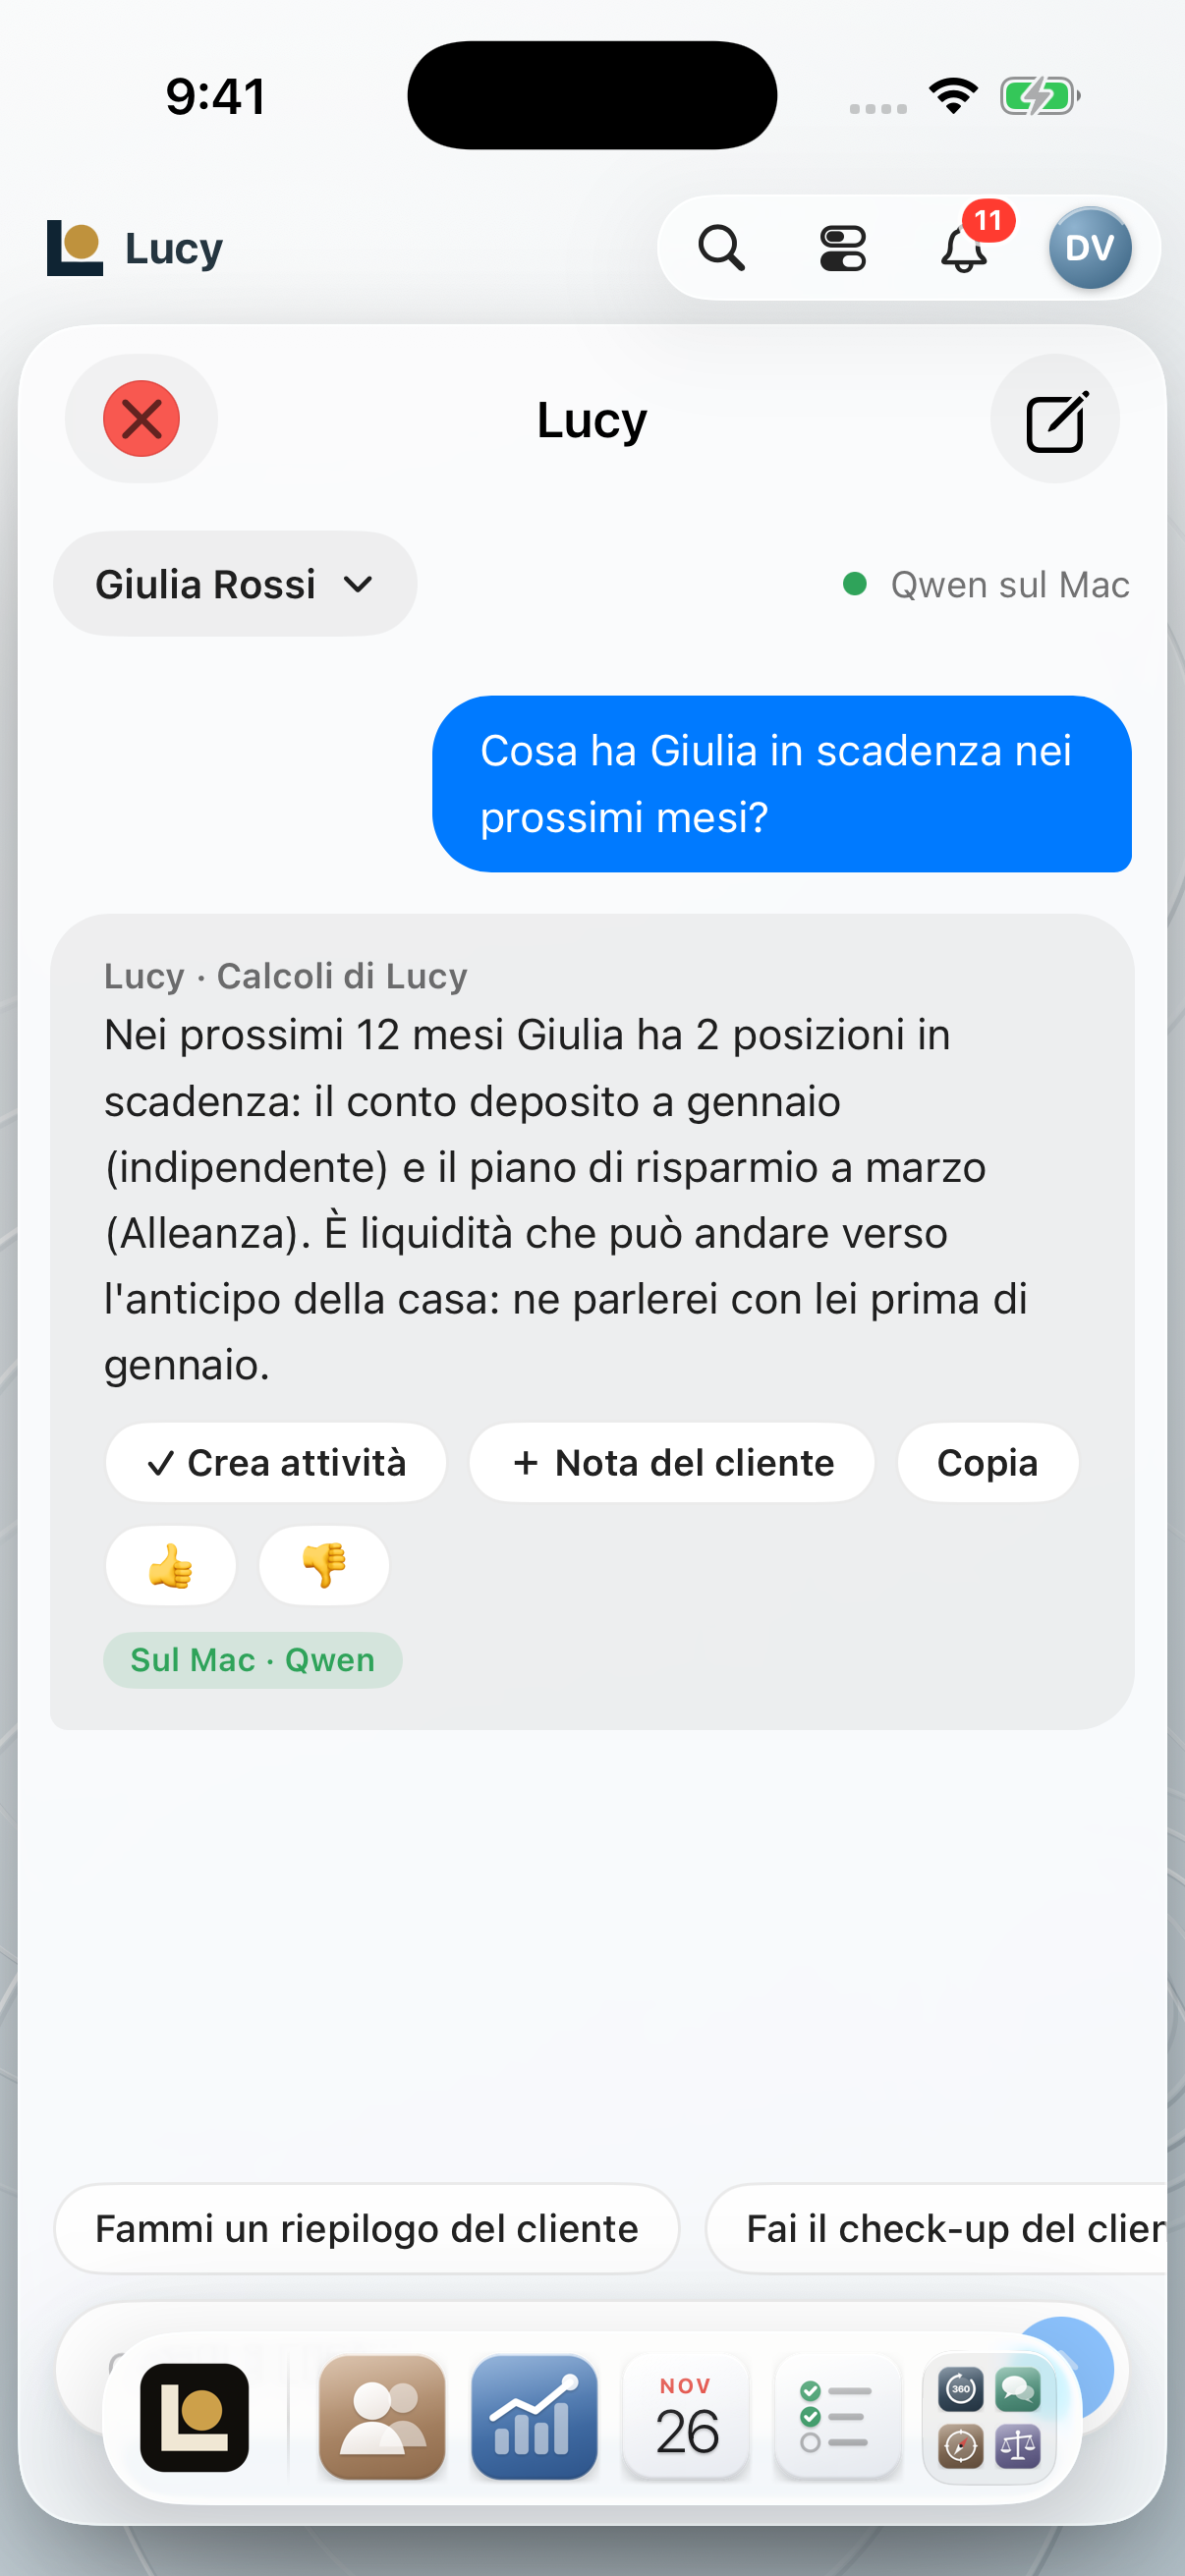 9:41
Lucy
11
DV
Lucy
Giulia Rossi
Qwen sul Mac
Cosa ha Giulia in scadenza nei
prossimi mesi?
Lucy · Calcoli di Lucy
Nei prossimi 12 mesi Giulia ha 2 posizioni in
scadenza: il conto deposito a gennaio
(indipendente) e il piano di risparmio a marzo
(Alleanza). È liquidità che può andare verso
l'anticipo della casa: ne parlerei con lei prima di
gennaio.
✓ Crea attività
+ Nota del cliente
Copia
Sul Mac · Qwen
Fammi un riepilogo del cliente
Fai il check-up del clien
NOV
26
360